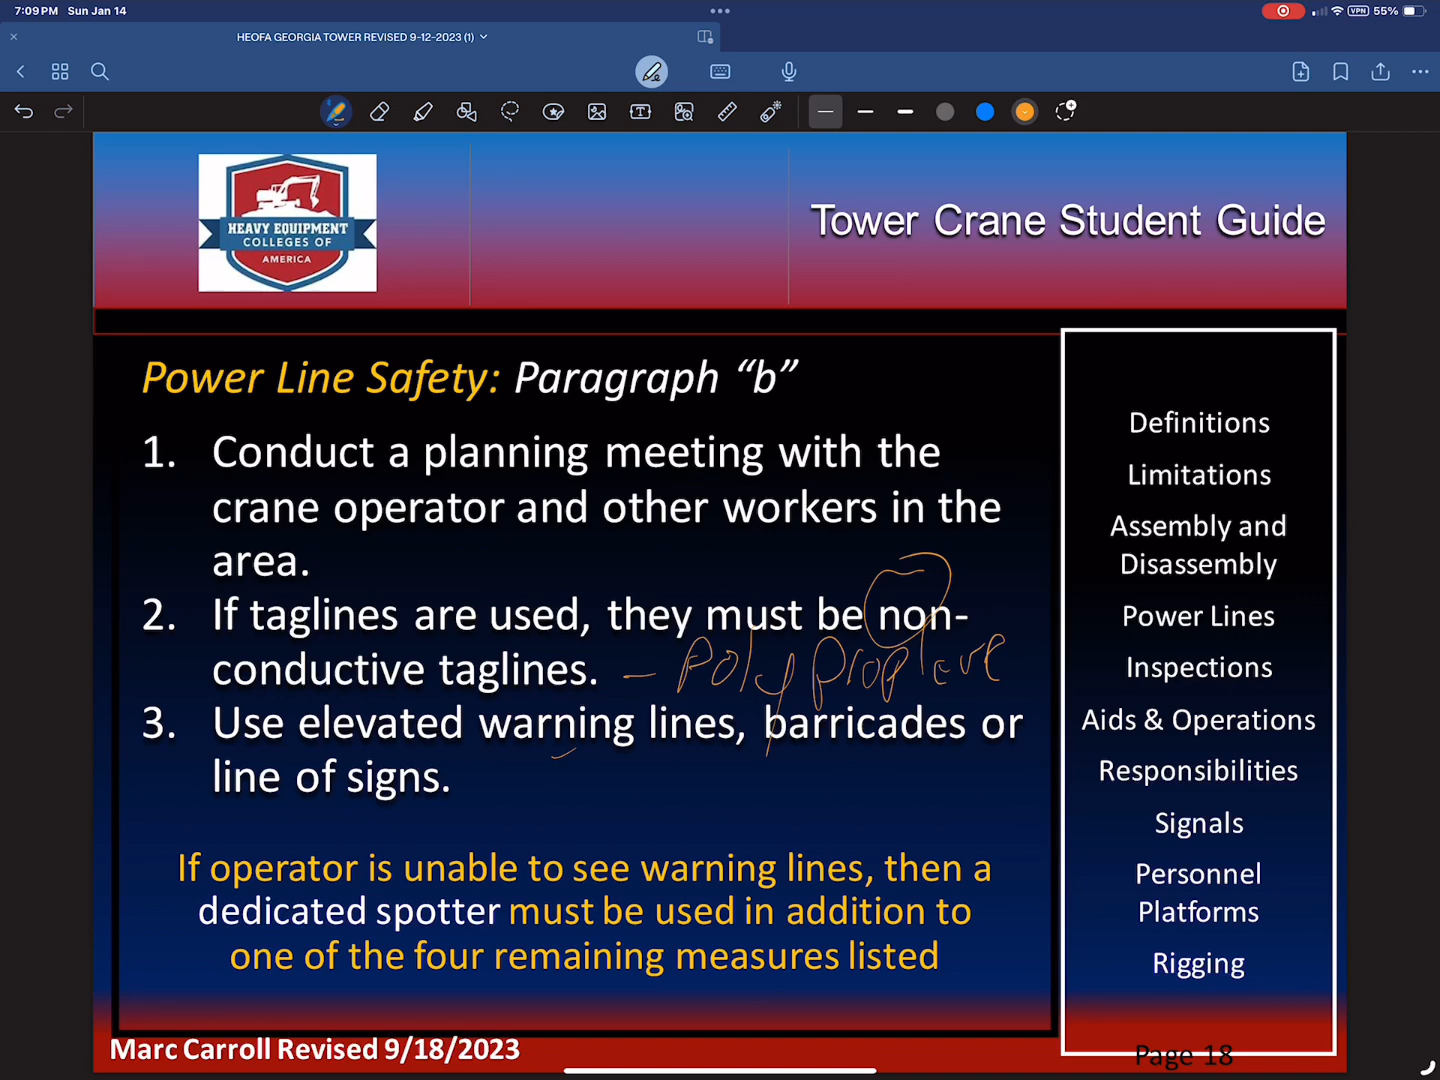 7:09 PM Sun Jan 14
VPN 55%
HEOFA GEORGIA TOWER REVISED 9-12-2023 (1)
HEAVY EQUIPMENT
COLLEGES OF
AMERICA
Tower Crane Student Guide
Power Line Safety: Paragraph “b”
1. Conduct a planning meeting with the
crane operator and other workers in the
area.
2. If taglines are used, they must be non-
conductive taglines. –
3. Use elevated warning lines, barricades or
line of signs.
If operator is unable to see warning lines, then a
dedicated spotter must be used in addition to
one of the four remaining measures listed
Definitions
Limitations
Assembly and
Disassembly
Power Lines
Inspections
Aids & Operations
Responsibilities
Signals
Personnel
Platforms
Rigging
Marc Carroll Revised 9/18/2023
Page 18